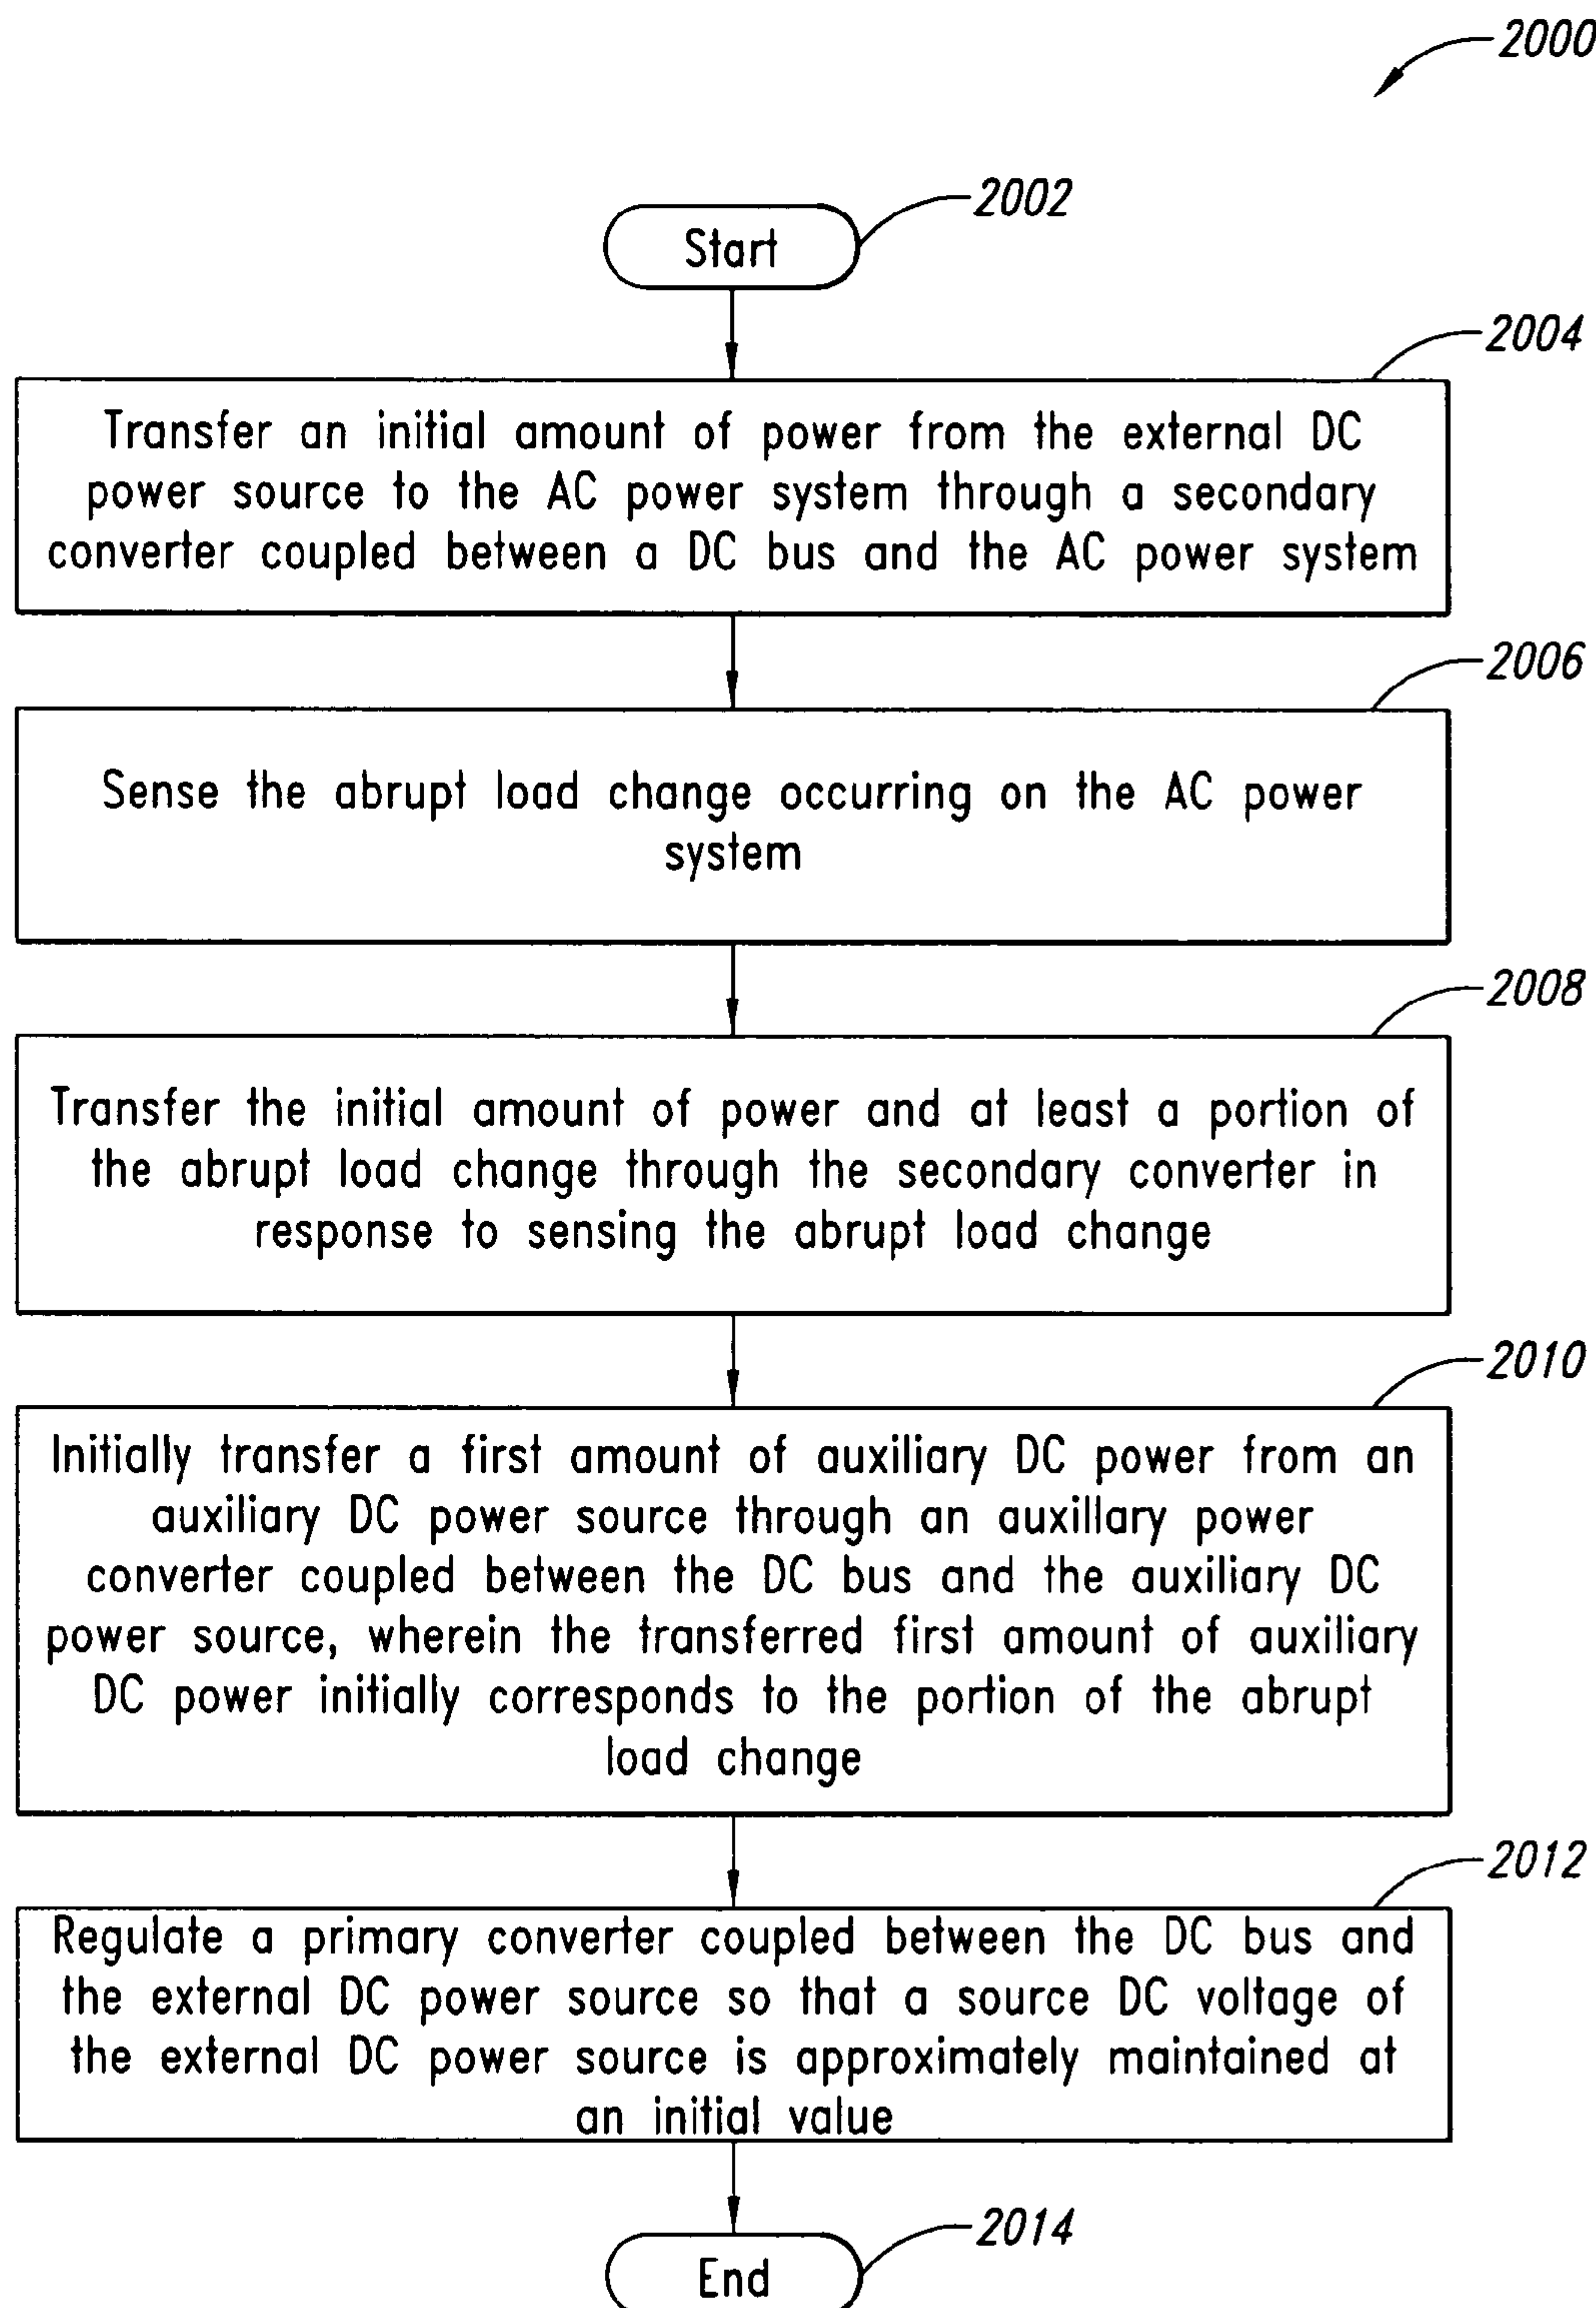 2000
2002
Start
2004
Transfer an initial amount of power from the external DC
power source to the AC power system through a secondary
converter coupled between a DC bus and the AC power system
2006
Sense the abrupt load change occurring on the AC power
system
2008
Transfer the initial amount of power and at least a portion of
the abrupt load change through the secondary converter in
response to sensing the abrupt load change
2010
Initially transfer a first amount of auxiliary DC power from an
auxiliary DC power source through an auxillary power
converter coupled between the DC bus and the auxiliary DC
power source, wherein the transferred first amount of auxiliary
DC power initially corresponds to the portion of the abrupt
load change
2012
Regulate a primary converter coupled between the DC bus and
the external DC power source so that a source DC voltage of
the external DC power source is approximately maintained at
an initial value
2014
End